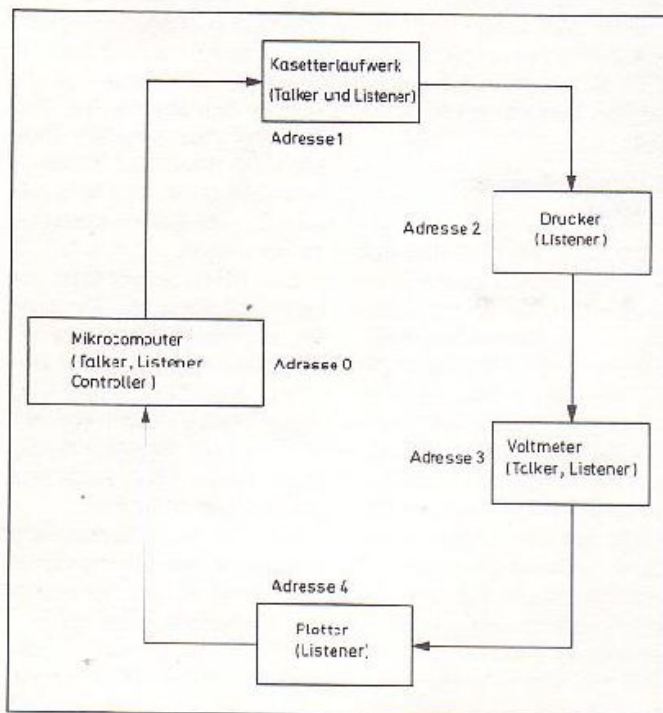 Kasetterlaufwerk
(Talker und Listener)
Adresse 1
Adresse 2
Drucker
(Listener)
Mikrocomputer
(Talker, Listener
Controller)
Adresse 0
Adresse 3
Voltmeter
(Talker, Listener)
Adresse 4
Plotter
(Listener)